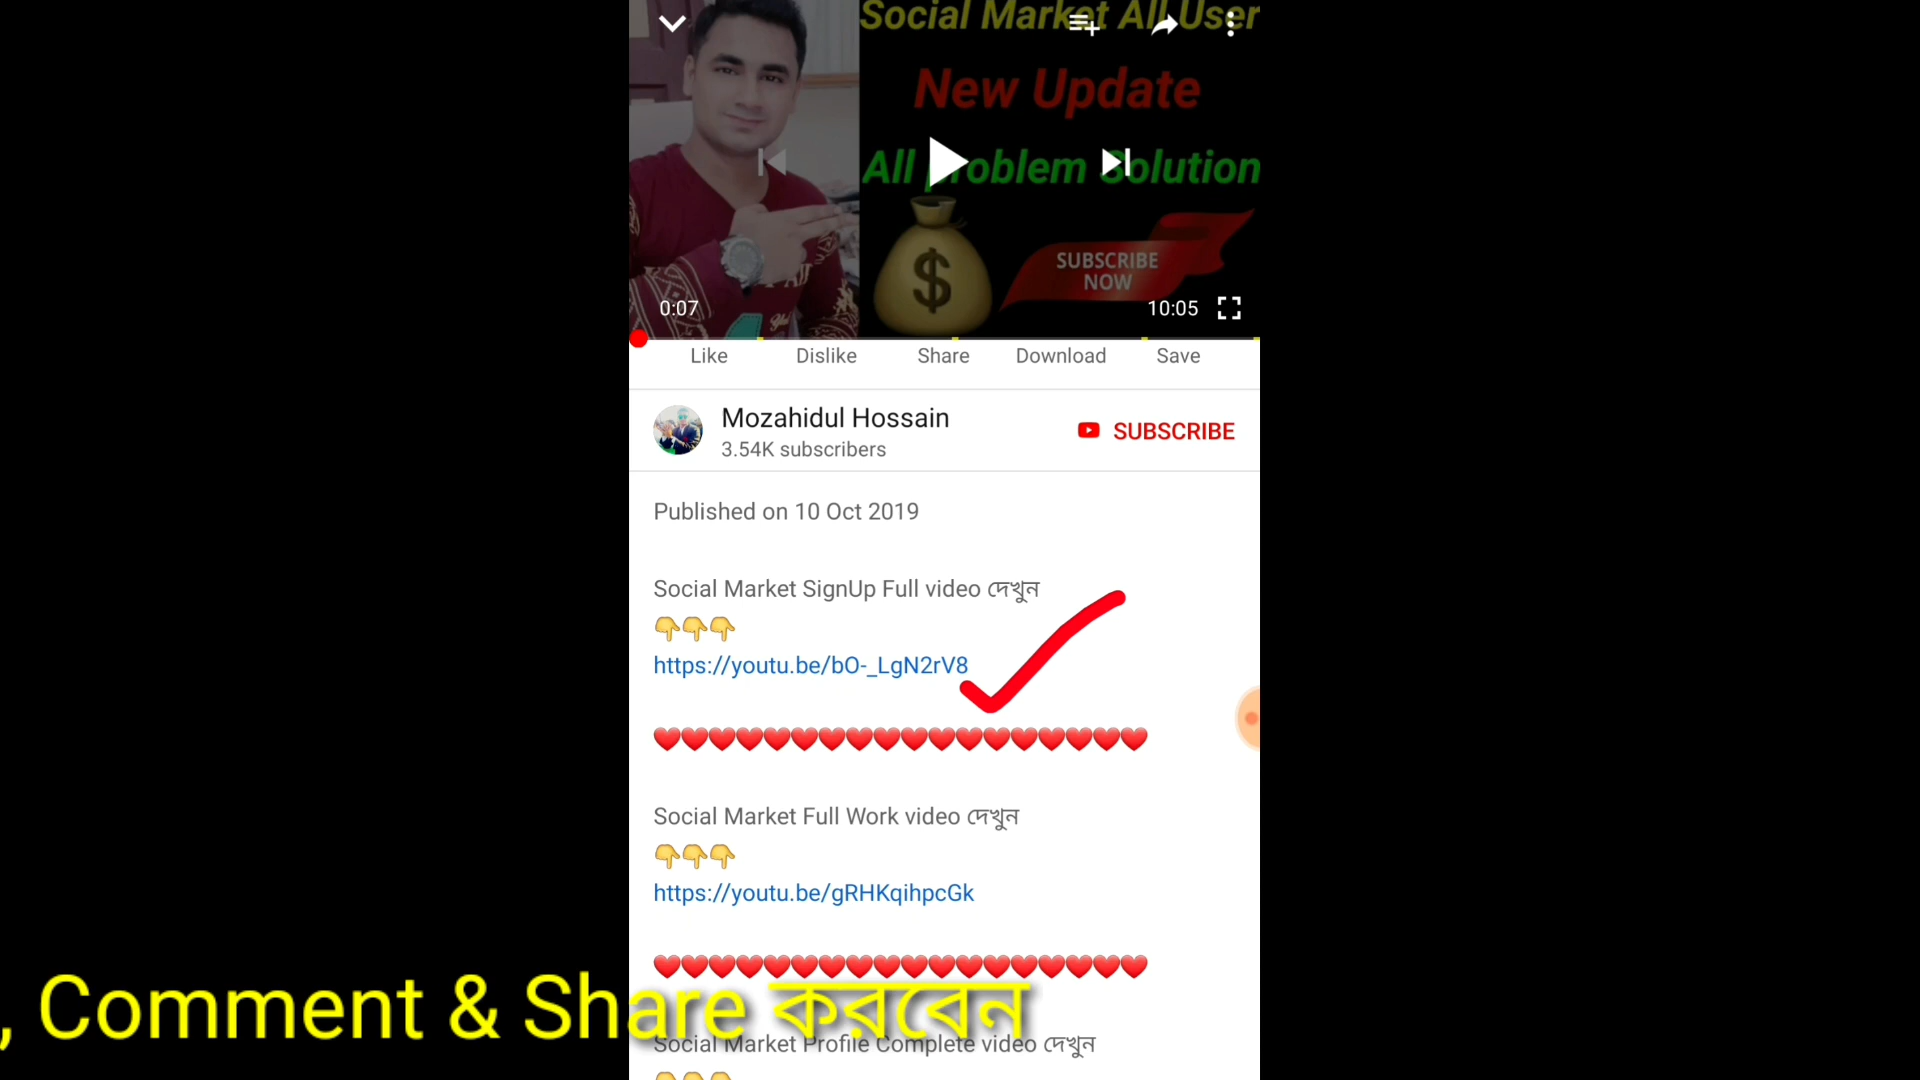 Social Market All User
New Update
All Problem Solution
$
SUBSCRIBE
NOW
0:07
10:05
Like
Dislike
Share
Download
Save
Mozahidul Hossain
3.54K subscribers
SUBSCRIBE
Published on 10 Oct 2019
Social Market SignUp Full video দেখুন
👇👇👇
https://youtu.be/bO-_LgN2rV8
❤️❤️❤️❤️❤️❤️❤️❤️❤️❤️❤️❤️❤️❤️❤️❤️❤️❤️
Social Market Full Work video দেখুন
👇👇👇
https://youtu.be/gRHKqihpcGk
❤️❤️❤️❤️❤️❤️❤️❤️❤️❤️❤️❤️❤️❤️❤️❤️❤️❤️
, Comment & Share করবেন
Social Market Profile Complete video দেখুন